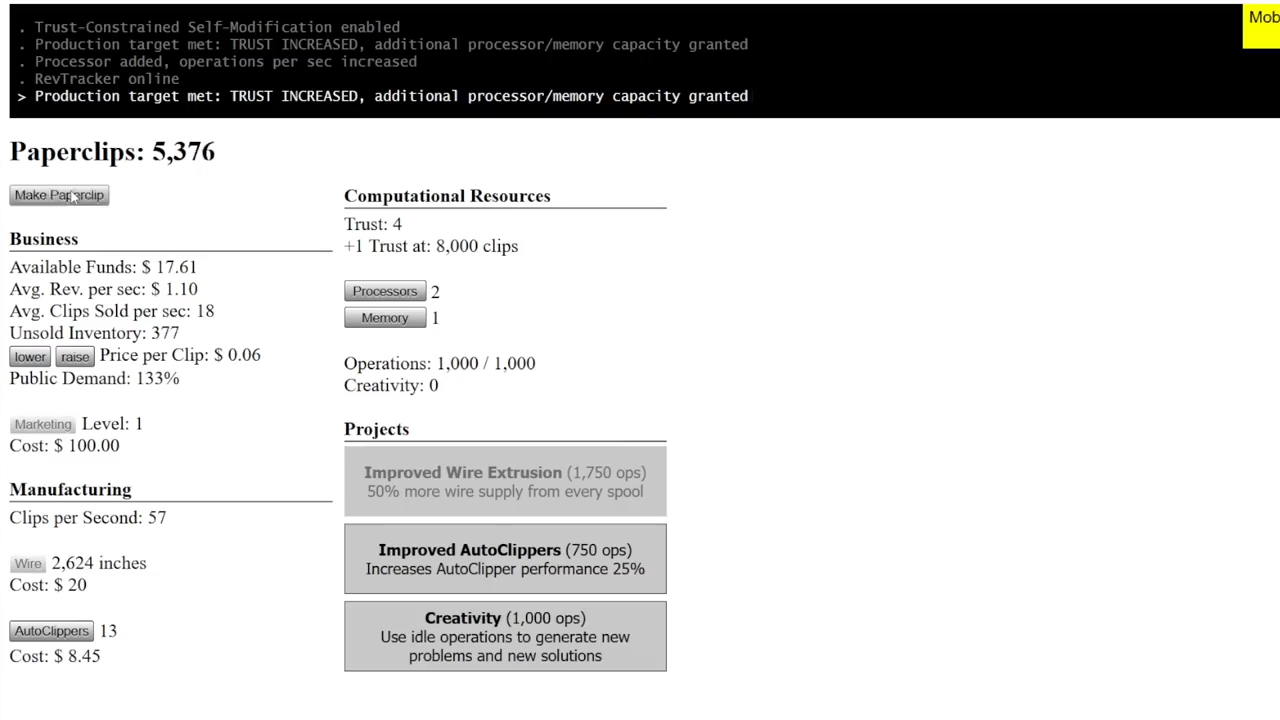 . Trust-Constrained Self-Modification enabled
. Production target met: TRUST INCREASED, additional processor/memory capacity granted
. Processor added, operations per sec increased
. RevTracker online
> Production target met: TRUST INCREASED, additional processor/memory capacity granted
Mob
Paperclips: 5,376
Make Paperclip
Business
Available Funds: $ 17.61
Avg. Rev. per sec: $ 1.10
Avg. Clips Sold per sec: 18
Unsold Inventory: 377
lower raise Price per Clip: $ 0.06
Public Demand: 133%
Marketing Level: 1
Cost: $ 100.00
Manufacturing
Clips per Second: 57
Wire 2,624 inches
Cost: $ 20
AutoClippers 13
Cost: $ 8.45
Computational Resources
Trust: 4
+1 Trust at: 8,000 clips
Processors 2
Memory 1
Operations: 1,000 / 1,000
Creativity: 0
Projects
Improved Wire Extrusion (1,750 ops)
50% more wire supply from every spool
Improved AutoClippers (750 ops)
Increases AutoClipper performance 25%
Creativity (1,000 ops)
Use idle operations to generate new
problems and new solutions